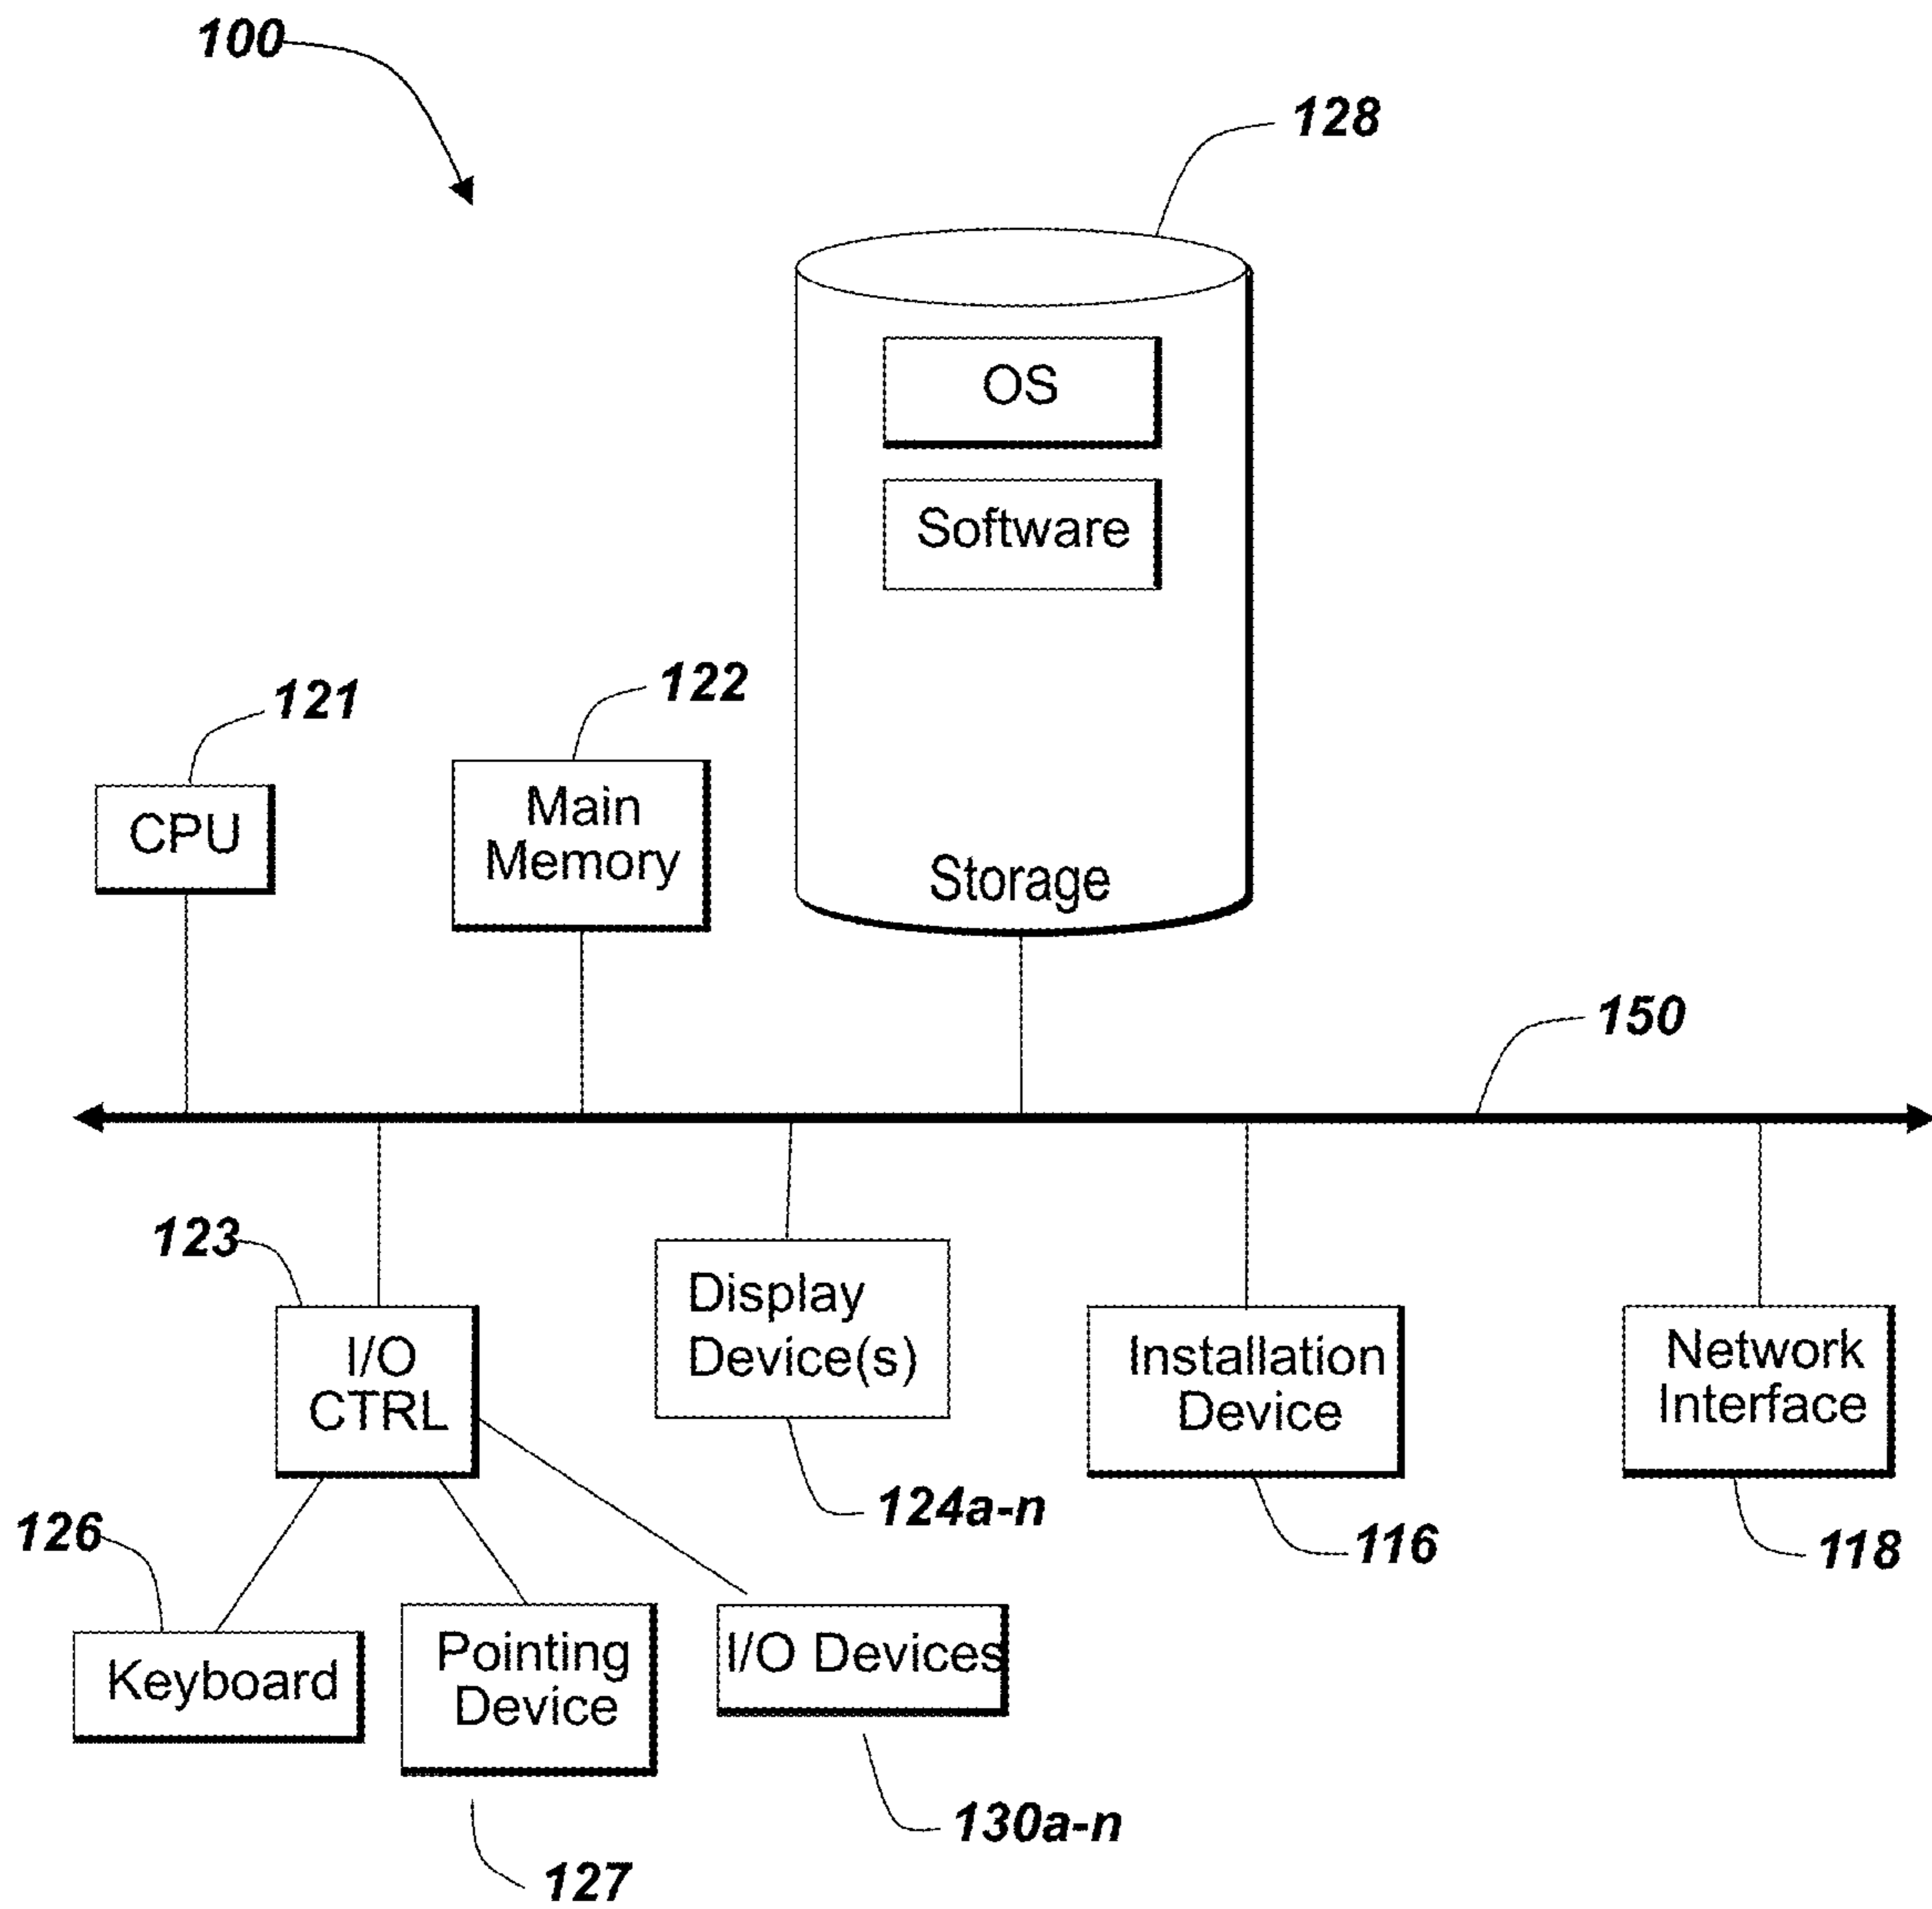 100
128
OS
Software
122
121
Main
Memory
CPU
Storage
150
123
Display
Device(s)
I/O
CTRL
Installation
Device
Network
Interface
124a-n
126
116
118
Keyboard
Pointing
Device
I/O Devices
130a-n
127